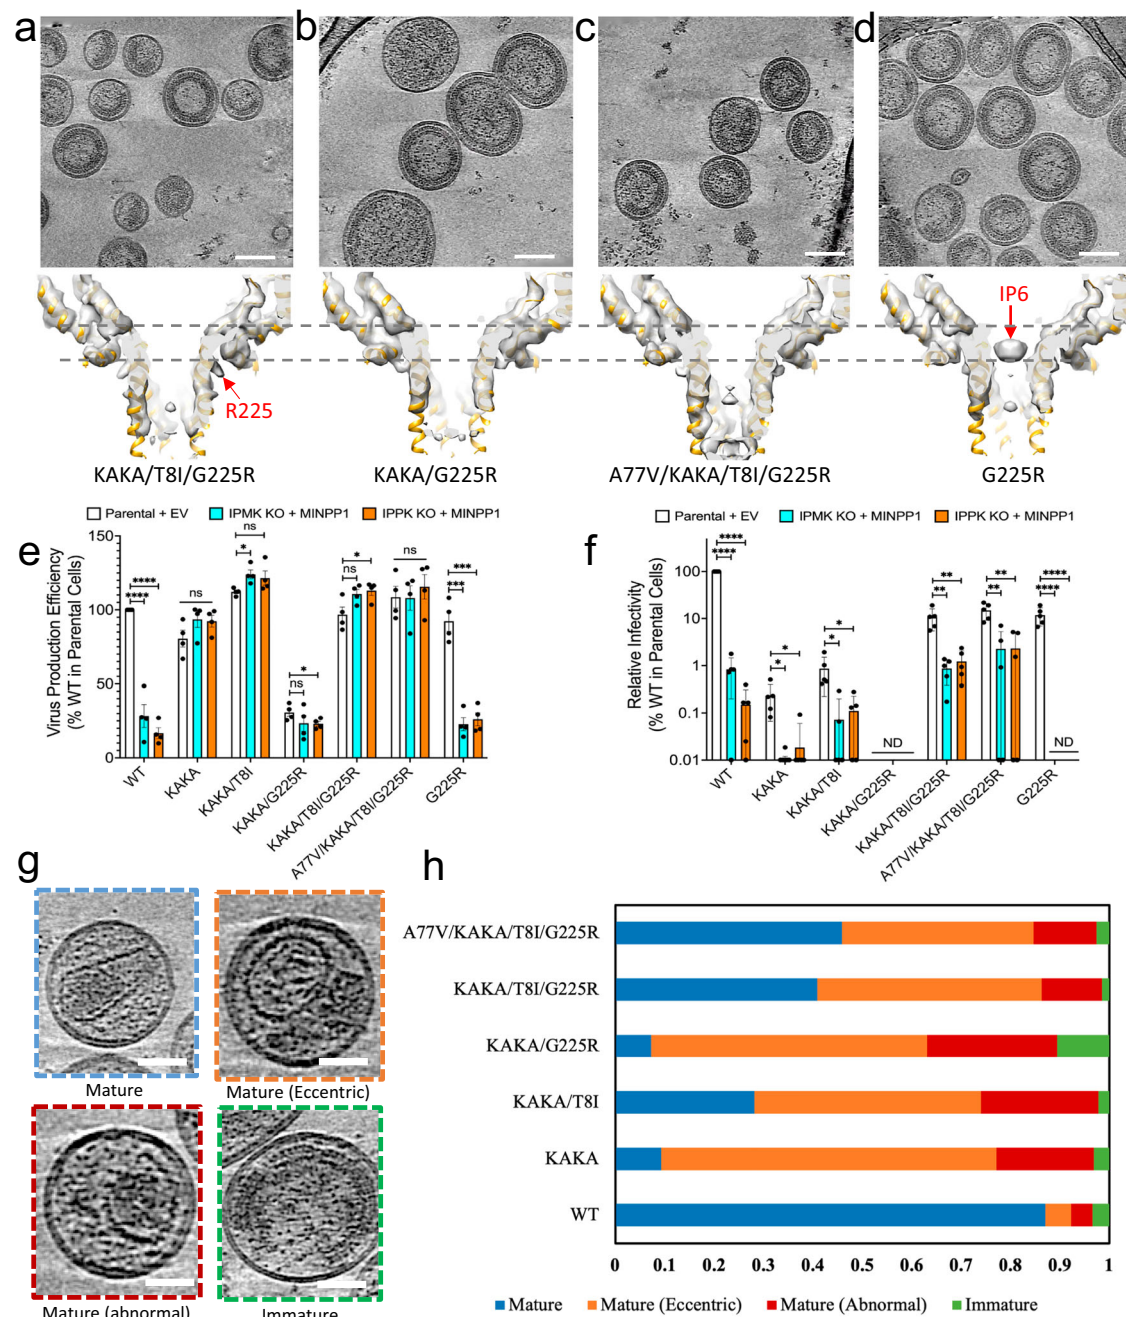 a
b
c
d
IP6
R225
KAKA/T8I/G225R
KAKA/G225R
A77V/KAKA/T8I/G225R
G225R
e
Parental + EV
IPMK KO + MINPP1
IPPK KO + MINPP1
Virus Production Efficiency
(% WT in Parental Cells)
150
100
50
0
****
****
ns
*
ns
ns
*
ns
*
ns
***
***
WT
KAKA
KAKA/T8I
KAKA/G225R
KAKA/T8I/G225R
A77V/KAKA/T8I/G225R
G225R
f
Parental + EV
IPMK KO + MINPP1
IPPK KO + MINPP1
Relative Infectivity
(% WT in Parental Cells)
100
10
1
0.1
0.01
****
****
*
*
*
*
ND
**
**
**
**
****
****
ND
WT
KAKA
KAKA/T8I
KAKA/G225R
KAKA/T8I/G225R
A77V/KAKA/T8I/G225R
G225R
g
Mature
Mature (Eccentric)
Mature (abnormal)
Immature
h
A77V/KAKA/T8I/G225R
KAKA/T8I/G225R
KAKA/G225R
KAKA/T8I
KAKA
WT
0 0.1 0.2 0.3 0.4 0.5 0.6 0.7 0.8 0.9 1
Mature
Mature (Eccentric)
Mature (Abnormal)
Immature